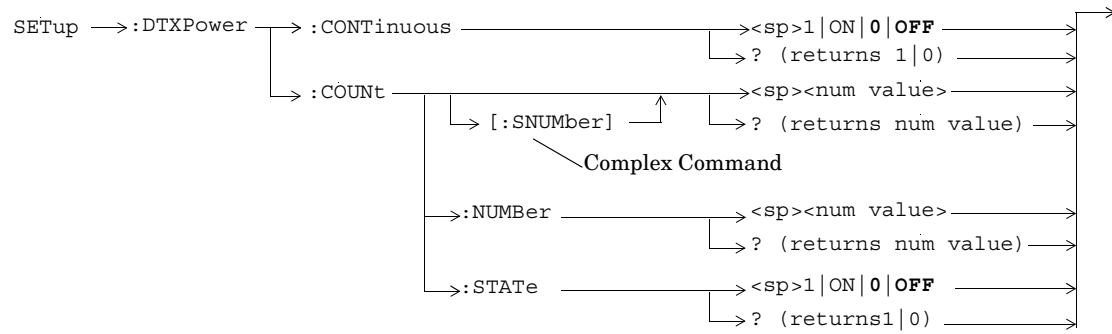 SETup :DTXPower :CONTinuous <sp>1|ON|0|OFF
? (returns 1|0)
:COUNt <sp><num value>
[:SNUMber] ? (returns num value)
Complex Command
:NUMBer <sp><num value>
? (returns num value)
:STATe <sp>1|ON|0|OFF
? (returns1|0)